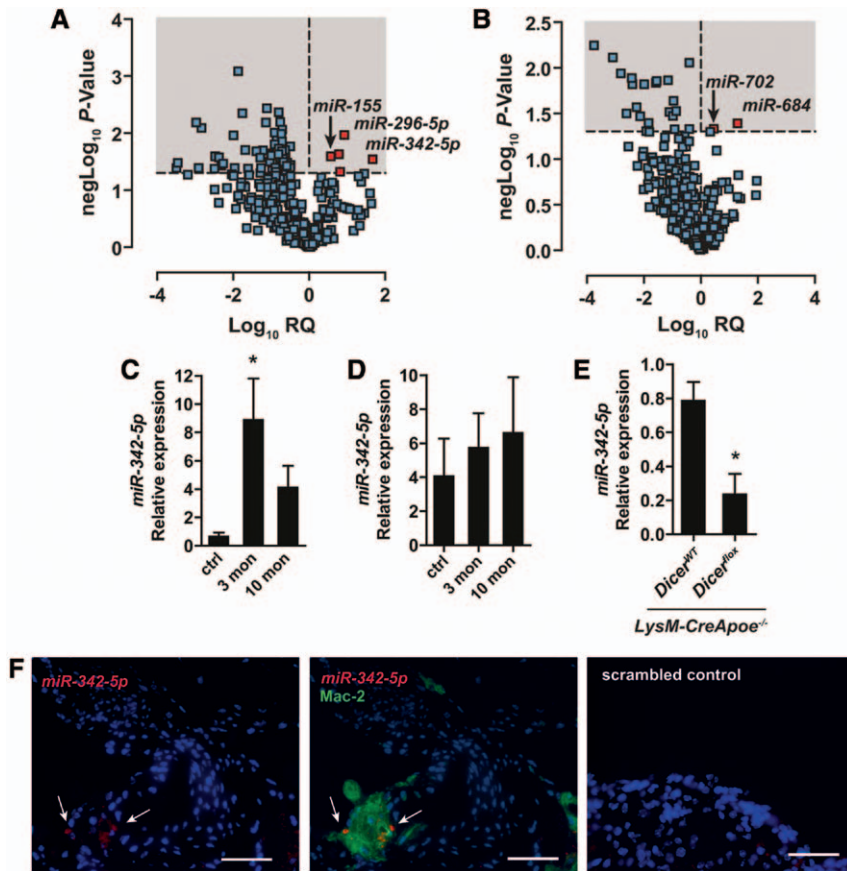 A
negLog10 P-Value
4
3
2
1
0
miR-155
miR-296-5p
miR-342-5p
-4 -2 0 2
Log10 RQ
B
negLog10 P-Value
2.5
2.0
1.5
1.0
0.5
0.0
miR-702
miR-684
-4 -2 0 2 4
Log10 RQ
C
miR-342-5p
Relative expression
12
10
8
6
4
2
0
*
ctrl
3 mon
10 mon
D
miR-342-5p
Relative expression
10
8
6
4
2
0
ctrl
3 mon
10 mon
E
miR-342-5p
Relative expression
1.0
0.8
0.6
0.4
0.2
0.0
*
DicerWT
Dicerflox
LysM-CreApoe-/-
F
miR-342-5p
miR-342-5p
Mac-2
scrambled control